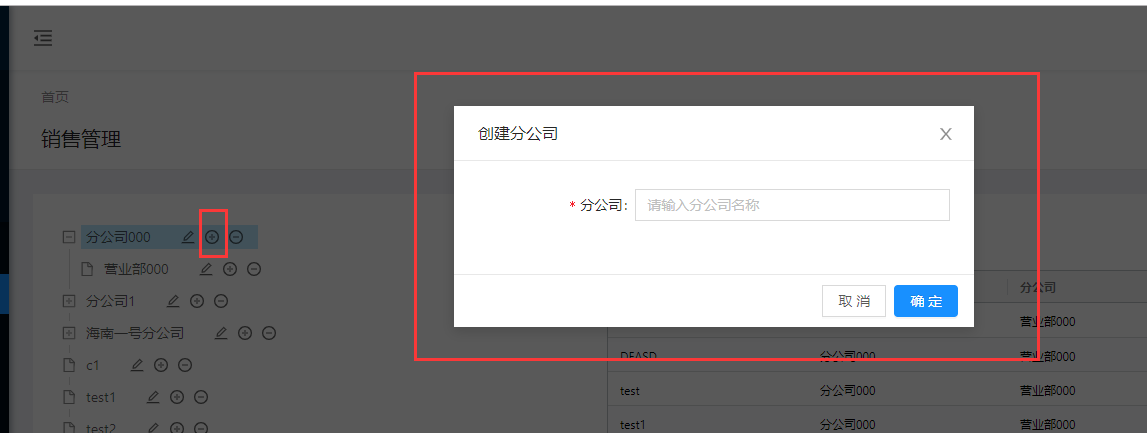 首页
销售管理
创建分公司
* 分公司:
请输入分公司名称
取 消
确 定
分公司000
营业部000
分公司1
海南一号分公司
c1
test1
test2
分公司
营业部000
DFASD 分公司000 营业部000
test 分公司000 营业部000
test1 分公司000 营业部000